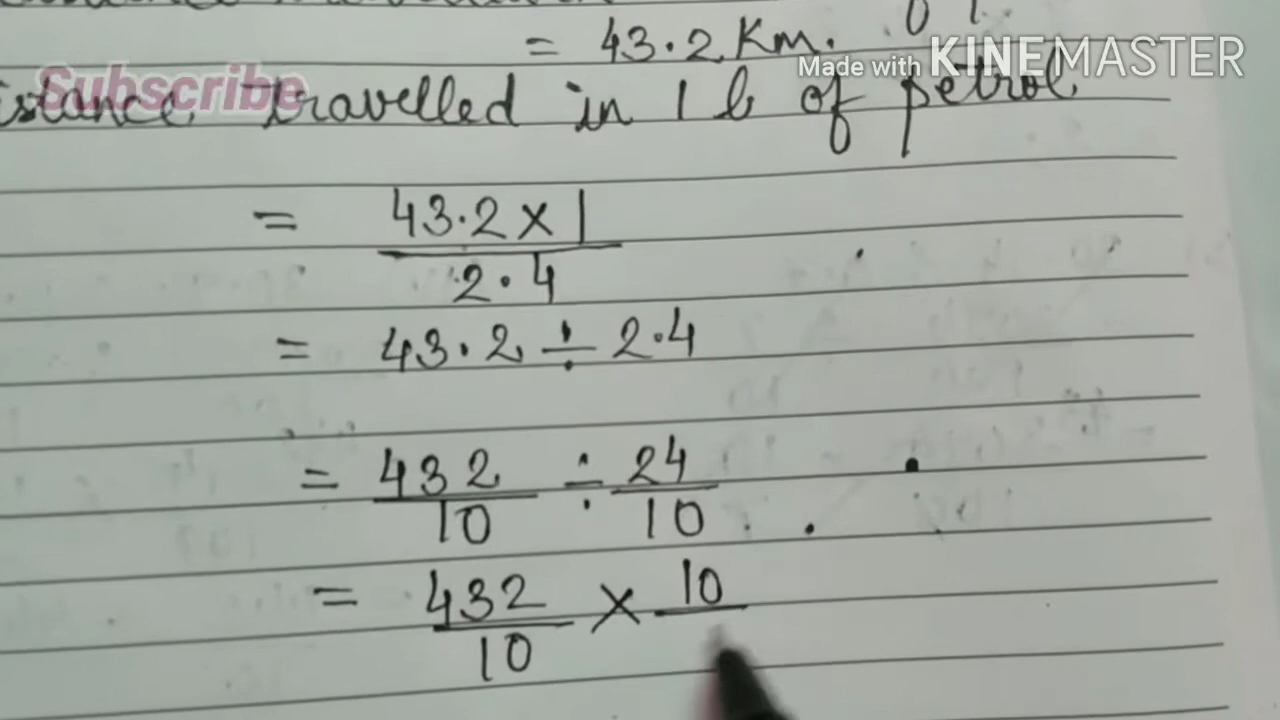 = 43.2 Km.
Made with KINEMASTER
Subscribe
istance travelled in 1 l of petrol
= 43.2 × 1
2.4
= 43.2 ÷ 2.4
= 432/10 ÷ 24/10
= 432/10 × 10